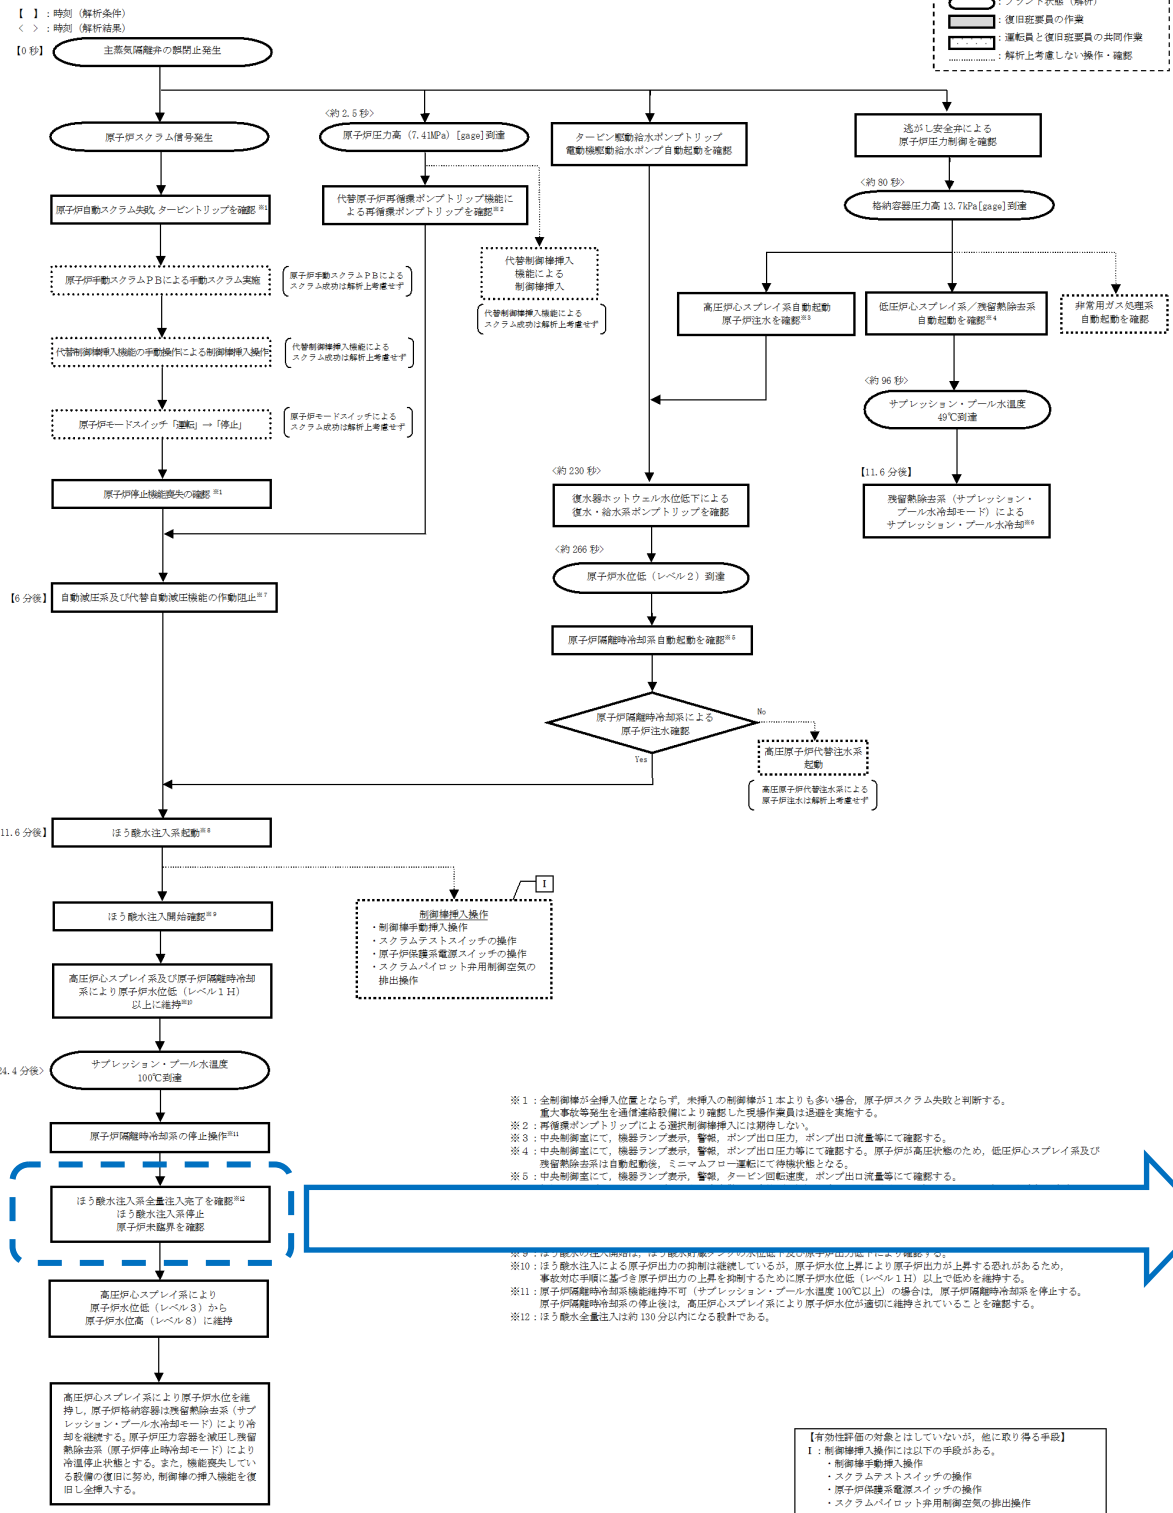 【　】：時刻（解析条件）
〈　〉：時刻（解析結果）
：プラント状態（解析）
：復旧班要員の作業
：運転員と復旧班要員の共同作業
：解析上考慮しない操作・確認
【0秒】
主蒸気隔離弁の誤閉止発生
原子炉スクラム信号発生
〈約2.5秒〉
原子炉圧力高（7.41MPa）[gage]到達
タービン駆動給水ポンプトリップ
電動機駆動給水ポンプ自動起動を確認
逃がし安全弁による
原子炉圧力制御を確認
〈約80秒〉
格納容器圧力高 13.7kPa[gage]到達
原子炉自動スクラム失敗,タービントリップを確認 ※1
代替原子炉再循環ポンプトリップ機能に
よる再循環ポンプトリップを確認※2
代替制御棒挿入
機能による
制御棒挿入
代替制御棒挿入機能による
スクラム成功は解析上考慮せず
原子炉手動スクラムＰＢによる手動スクラム実施
原子炉手動スクラムＰＢによる
スクラム成功は解析上考慮せず
高圧炉心スプレイ系自動起動
原子炉注水を確認※3
低圧炉心スプレイ系／残留熱除去系
自動起動を確認※4
非常用ガス処理系
自動起動を確認
代替制御棒挿入機能の手動操作による制御棒挿入操作
代替制御棒挿入機能による
スクラム成功は解析上考慮せず
〈約96秒〉
サプレッション・プール水温度
49℃到達
原子炉モードスイッチ「運転」→「停止」
原子炉モードスイッチによる
スクラム成功は解析上考慮せず
〈約230秒〉
【11.6分後】
原子炉停止機能喪失の確認 ※1
復水器ホットウェル水位低下による
復水・給水系ポンプトリップを確認
残留熱除去系（サプレッション・
プール水冷却モード）による
サプレッション・プール水冷却※6
〈約266秒〉
原子炉水位低（レベル２）到達
【6分後】
自動減圧系及び代替自動減圧機能の作動阻止※7
原子炉隔離時冷却系自動起動を確認※5
原子炉隔離時冷却系による
原子炉注水確認
No
Yes
高圧原子炉代替注水系
起動
高圧原子炉代替注水系による
原子炉注水は解析上考慮せず
11.6分後】
ほう酸水注入系起動※8
I
ほう酸水注入開始確認※9
制御棒挿入操作
・制御棒手動挿入操作
・スクラムテストスイッチの操作
・原子炉保護系電源スイッチの操作
・スクラムパイロット弁用制御空気の
排出操作
高圧炉心スプレイ系及び原子炉隔離時冷却
系により原子炉水位低（レベル１Ｈ）
以上に維持※10
24.4分後〉
サプレッション・プール水温度
100℃到達
原子炉隔離時冷却系の停止操作※11
ほう酸水注入系全量注入完了を確認※12
ほう酸水注入系停止
原子炉未臨界を確認
高圧炉心スプレイ系により
原子炉水位低（レベル３）から
原子炉水位高（レベル８）に維持
高圧炉心スプレイ系により原子炉水位を維
持し，原子炉格納容器は残留熱除去系（サプ
レッション・プール水冷却モード）により冷
却を継続する。原子炉圧力容器を減圧し残留
熱除去系（原子炉停止時冷却モード）により
冷温停止状態とする。また，機能喪失してい
る設備の復旧に努め，制御棒の挿入機能を復
旧し全挿入する。
※１：全制御棒が全挿入位置とならず，未挿入の制御棒が１本よりも多い場合，原子炉スクラム失敗と判断する。
重大事故等発生を通信連絡設備により確認した現場作業員は退避を実施する。
※２：再循環ポンプトリップによる選択制御棒挿入には期待しない。
※３：中央制御室にて，機器ランプ表示，警報，ポンプ出口圧力，ポンプ出口流量等にて確認する。
※４：中央制御室にて，機器ランプ表示，警報，ポンプ出口圧力等にて確認する。原子炉が高圧状態のため，低圧炉心スプレイ系及び
残留熱除去系は自動起動後，ミニマムフロー運転にて待機状態となる。
※５：中央制御室にて，機器ランプ表示，警報，タービン回転速度，ポンプ出口流量等にて確認する。
※９：ほう酸水の注入開始は，ほう酸水貯蔵タンクの水位低下及び原子炉出力低下により確認する。
※10：ほう酸水注入による原子炉出力の抑制は継続しているが，原子炉水位上昇により原子炉出力が上昇する恐れがあるため，
事故対応手順に基づき原子炉出力の上昇を抑制するために原子炉水位低（レベル１Ｈ）以上で低めを維持する。
※11：原子炉隔離時冷却系機能維持不可（サプレッション・プール水温度 100℃以上）の場合は，原子炉隔離時冷却系を停止する。
原子炉隔離時冷却系の停止後は，高圧炉心スプレイ系により原子炉水位が適切に維持されていることを確認する。
※12：ほう酸水全量注入は約 130 分以内になる設計である。
【有効性評価の対象とはしていないが，他に取り得る手段】
Ⅰ：制御棒挿入操作には以下の手段がある。
・制御棒手動挿入操作
・スクラムテストスイッチの操作
・原子炉保護系電源スイッチの操作
・スクラムパイロット弁用制御空気の排出操作